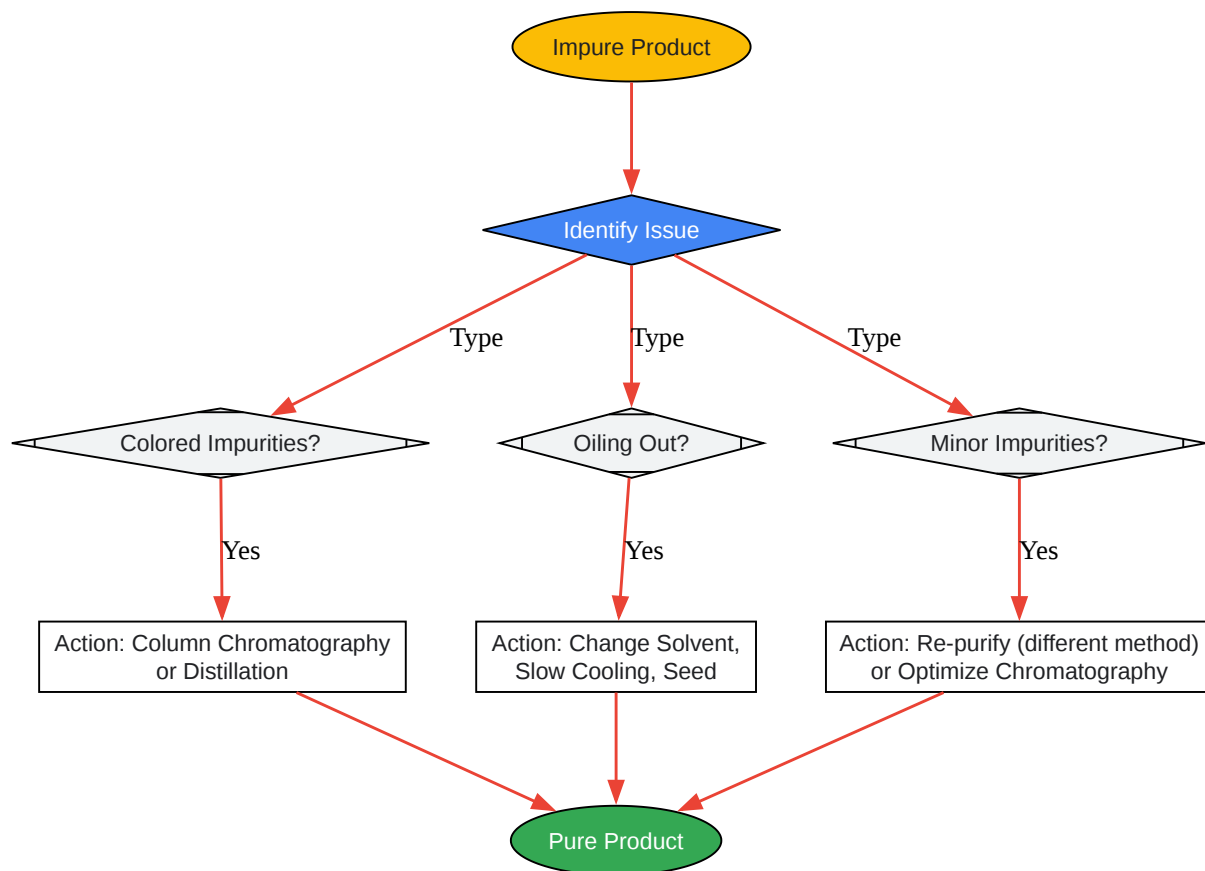 Impure Product
Identify Issue
Type
Type
Type
Colored Impurities?
Oiling Out?
Minor Impurities?
Yes
Yes
Yes
Action: Column Chromatography
or Distillation
Action: Change Solvent,
Slow Cooling, Seed
Action: Re-purify (different method)
or Optimize Chromatography
Pure Product